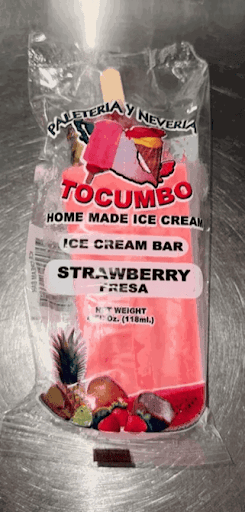 PALETERIA Y NEVERIA
TOCUMBO
HOME MADE ICE CREAM
ICE CREAM BAR
STRAWBERRY
FRESA
NET WEIGHT
Oz. (118ml.)